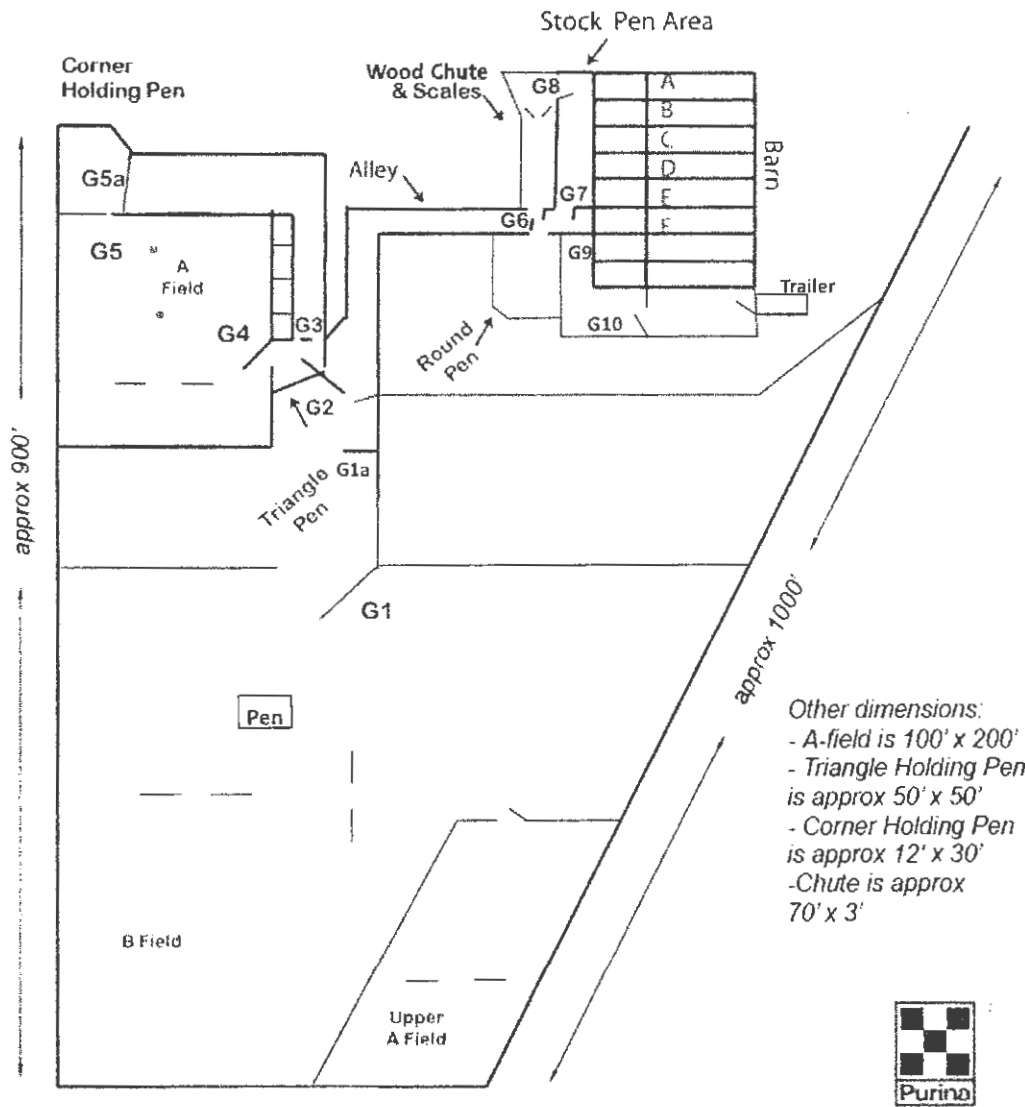 Stock Pen Area
Corner
Holding Pen
Wood Chute
& Scales
G8
A
B
C
D
E
F
Barn
G5a
Alley
G7
G6
G5
A
Field
G9
Trailer
G4
G3
G10
Round
Pen
G2
G1a
Triangle
Pen
approx 900'
G1
approx 1000'
Pen
Other dimensions:
- A-field is 100' x 200'
- Triangle Holding Pen
is approx 50' x 50'
- Corner Holding Pen
is approx 12' x 30'
-Chute is approx
70' x 3'
B Field
Upper
A Field
Purina